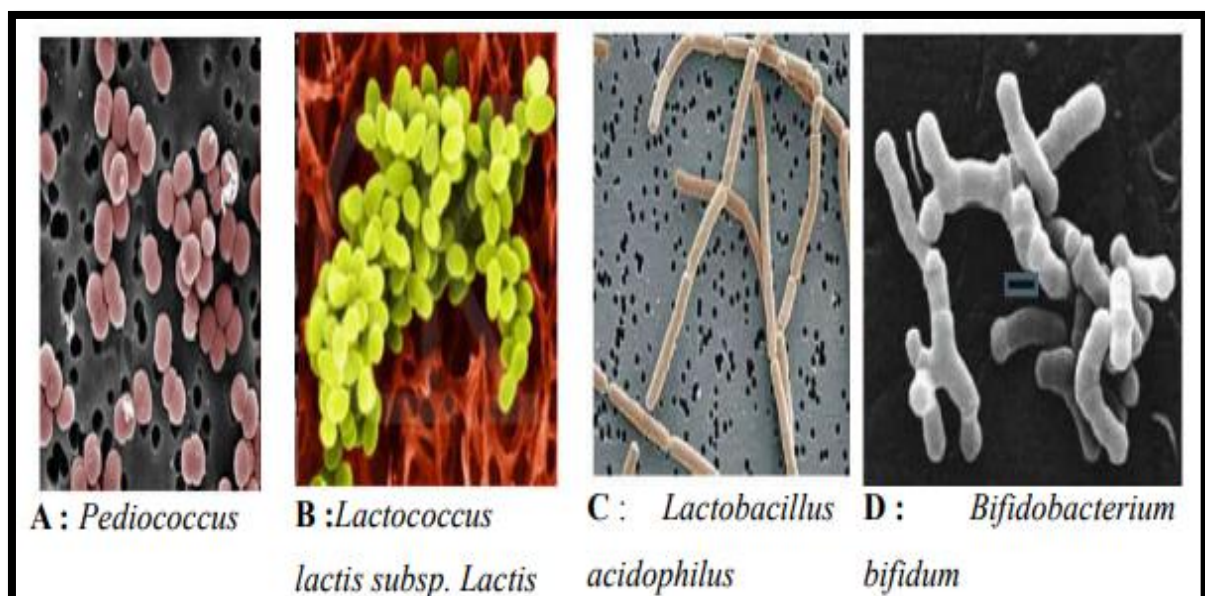 A : Pediococcus
B :Lactococcus
lactis subsp. Lactis
C : Lactobacillus
acidophilus
D : Bifidobacterium
bifidum